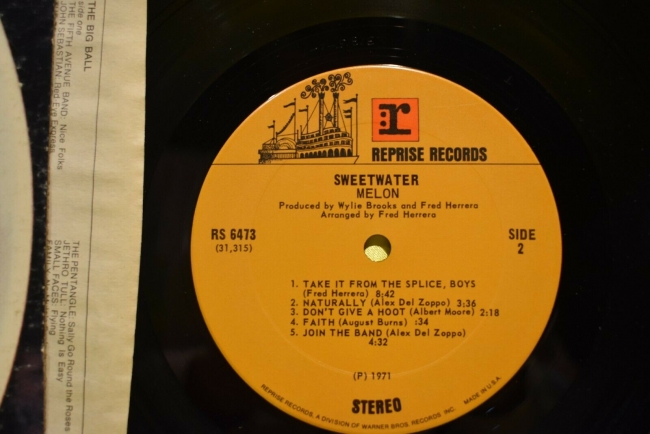 THE BIG BALL
side one
THE FIFTH AVENUE BAND: Nice Folks
JOHN SEBASTIAN: Red-Eye Express
THE PENTANGLE: Sally Go Round the Roses
JETHRO TULL: Nothing Is Easy
SMALL FACES: Flying
r
REPRISE RECORDS
SWEETWATER
MELON
Produced by Wylie Brooks and Fred Herrera
Arranged by Fred Herrera
RS 6473
(31,315)
SIDE
2
1. TAKE IT FROM THE SPLICE, BOYS
(Fred Herrera) 8:42
2. NATURALLY (Alex Del Zoppo) 3:36
3. DON'T GIVE A HOOT (Albert Moore) 2:18
4. FAITH (August Burns) :34
5. JOIN THE BAND (Alex Del Zoppo)
4:32
(P) 1971
STEREO
REPRISE RECORDS, A DIVISION OF WARNER BROS. RECORDS INC. MADE IN U.S.A.